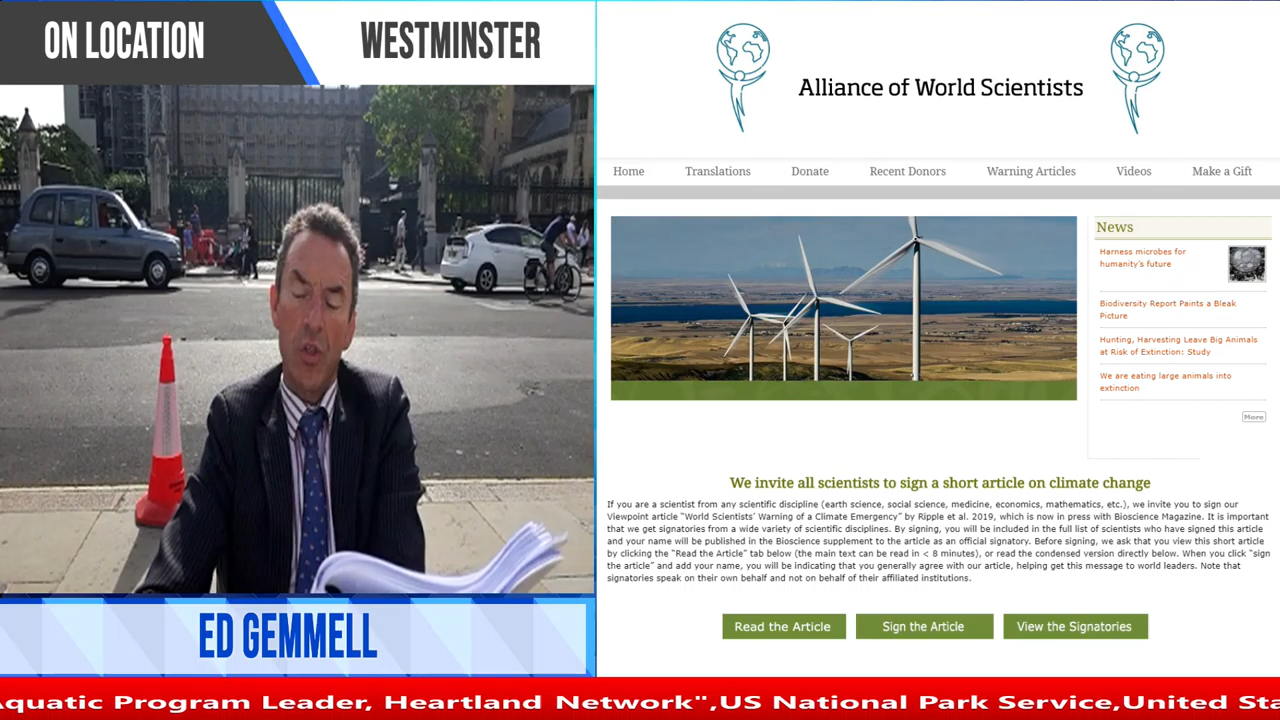 ON LOCATION
WESTMINSTER
Alliance of World Scientists
Home Translations Donate Recent Donors Warning Articles Videos Make a Gift
News
Harness microbes for
humanity's future
Biodiversity Report Paints a Bleak
Picture
Hunting, Harvesting Leave Big Animals
at Risk of Extinction: Study
We are eating large animals into
extinction
More
We invite all scientists to sign a short article on climate change
If you are a scientist from any scientific discipline (earth science, social science, medicine, economics, mathematics, etc.), we invite you to sign our
Viewpoint article "World Scientists' Warning of a Climate Emergency" by Ripple et al. 2019, which is now in press with Bioscience Magazine. It is important
that we get signatories from a wide variety of scientific disciplines. By signing, you will be included in the full list of scientists who have signed this article
and your name will be published in the Bioscience supplement to the article as an official signatory. Before signing, we ask that you view this short article
by clicking the "Read the Article" tab below (the main text can be read in < 8 minutes), or read the condensed version directly below. When you click "sign
the article" and add your name, you will be indicating that you generally agree with our article, helping get this message to world leaders. Note that
signatories speak on their own behalf and not on behalf of their affiliated institutions.
Read the Article Sign the Article View the Signatories
ED GEMMELL
Aquatic Program Leader, Heartland Network",US National Park Service,United Sta